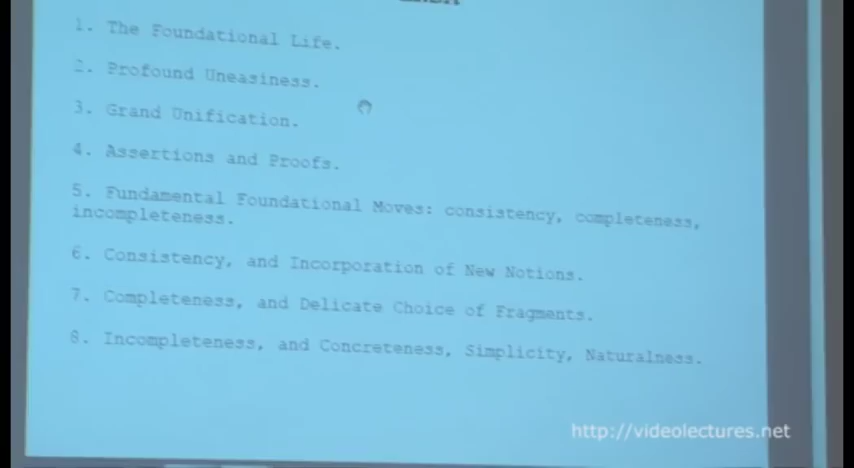 1. The Foundational Life.
2. Profound Uneasiness.
3. Grand Unification.
4. Assertions and Proofs.
5. Fundamental Foundational Moves: consistency, completeness,
incompleteness.
6. Consistency, and Incorporation of New Notions.
7. Completeness, and Delicate Choice of Fragments.
8. Incompleteness, and Concreteness, Simplicity, Naturalness.
http://videolectures.net